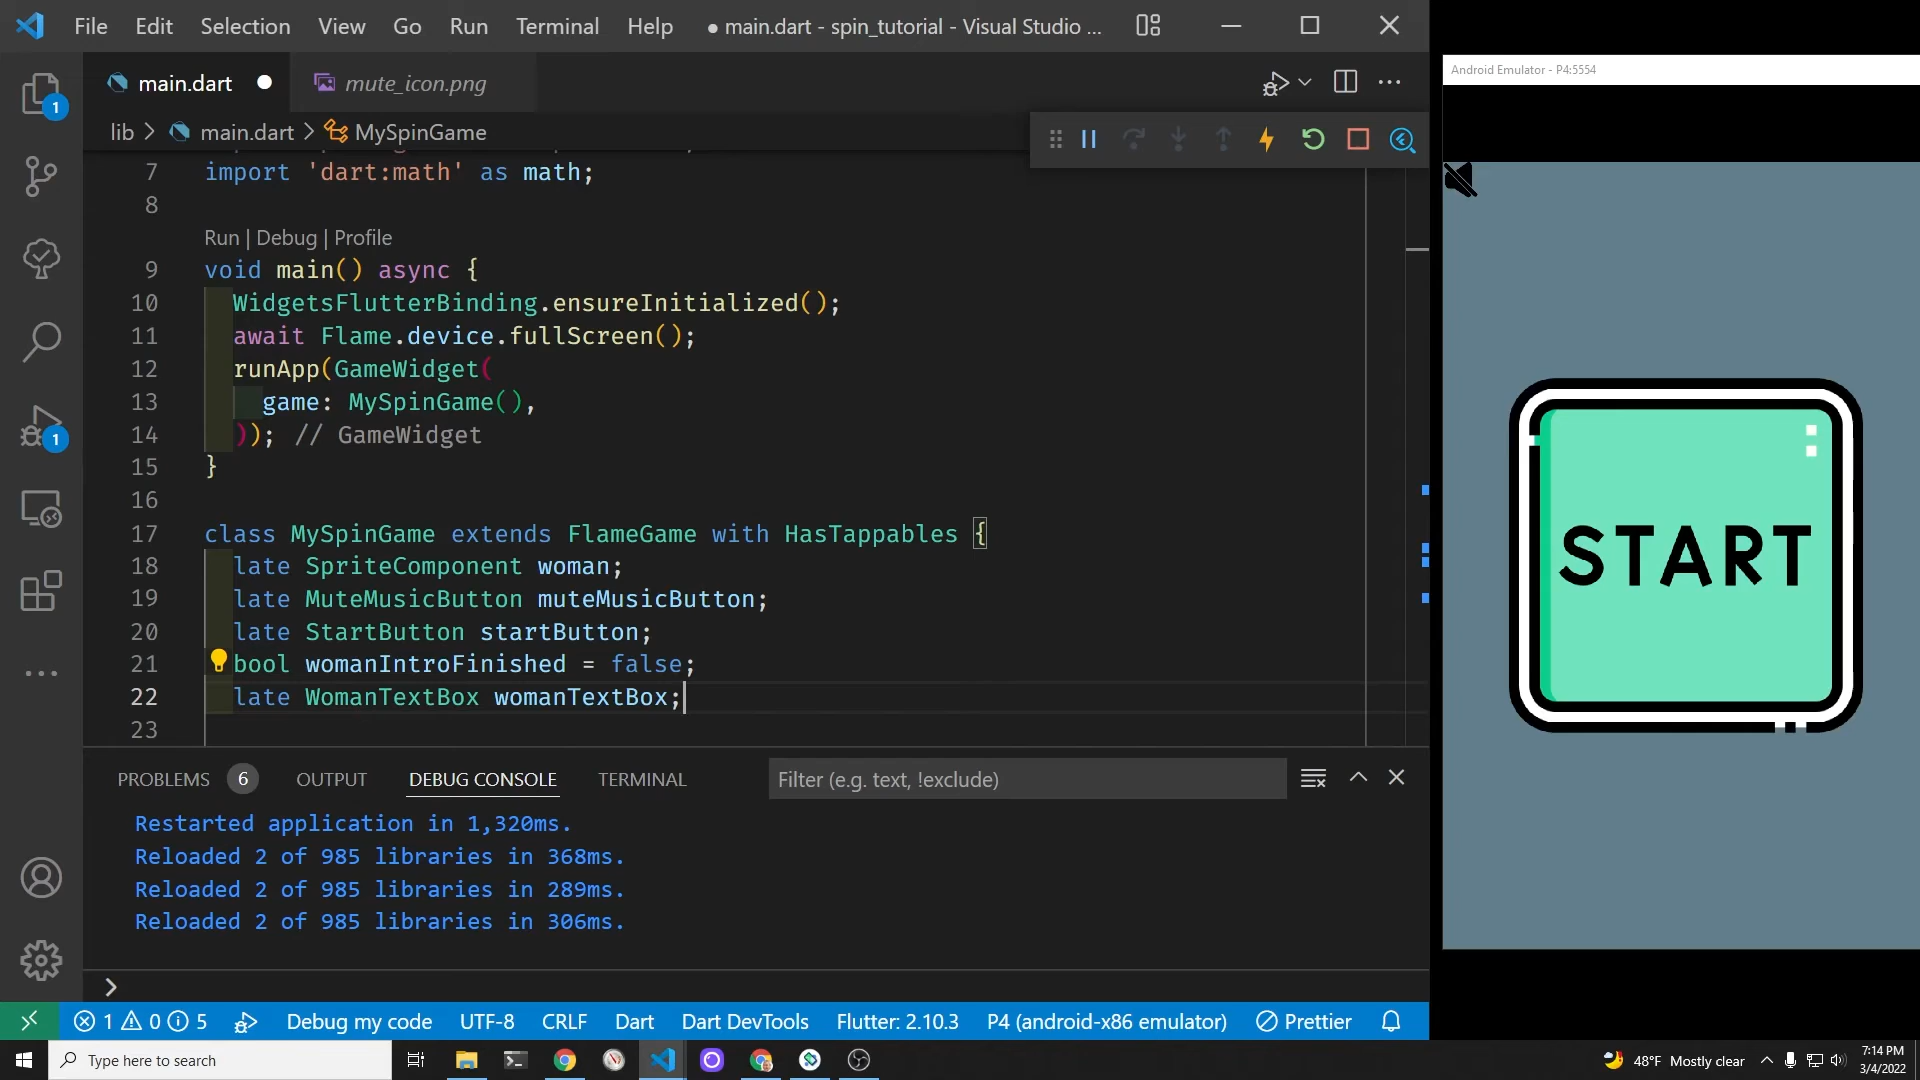 File Edit Selection View Go Run Terminal Help ● main.dart - spin_tutorial - Visual Studio ...
main.dart mute_icon.png
lib > main.dart > MySpinGame
7 import 'dart:math' as math;
8
Run | Debug | Profile
9 void main() async {
10 WidgetsFlutterBinding.ensureInitialized();
11 await Flame.device.fullScreen();
12 runApp(GameWidget(
13 game: MySpinGame(),
14 )); // GameWidget
15 }
16
17 class MySpinGame extends FlameGame with HasTappables {
18 late SpriteComponent woman;
19 late MuteMusicButton muteMusicButton;
20 late StartButton startButton;
21 bool womanIntroFinished = false;
22 late WomanTextBox womanTextBox;
23
1
1
PROBLEMS 6 OUTPUT DEBUG CONSOLE TERMINAL Filter (e.g. text, !exclude)
Restarted application in 1,320ms.
Reloaded 2 of 985 libraries in 368ms.
Reloaded 2 of 985 libraries in 289ms.
Reloaded 2 of 985 libraries in 306ms.
>
1 0 5 Debug my code UTF-8 CRLF Dart Dart DevTools Flutter: 2.10.3 P4 (android-x86 emulator) Prettier
Android Emulator - P4:5554
START
Type here to search 48°F Mostly clear 7:14 PM
3/4/2022